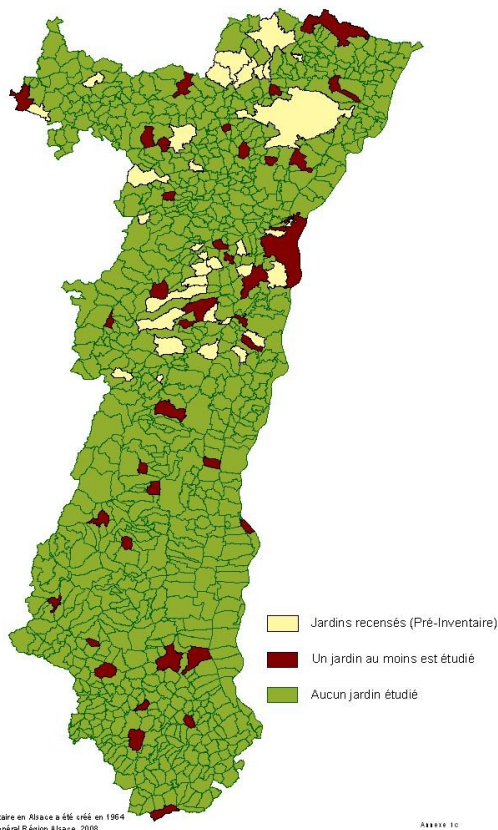 Jardins recensés (Pré-Inventaire)
Un jardin au moins est étudié
Aucun jardin étudié
taire en Alsace a été créé en 1964
énéral Région Alsace, 2008
Annexe 1c